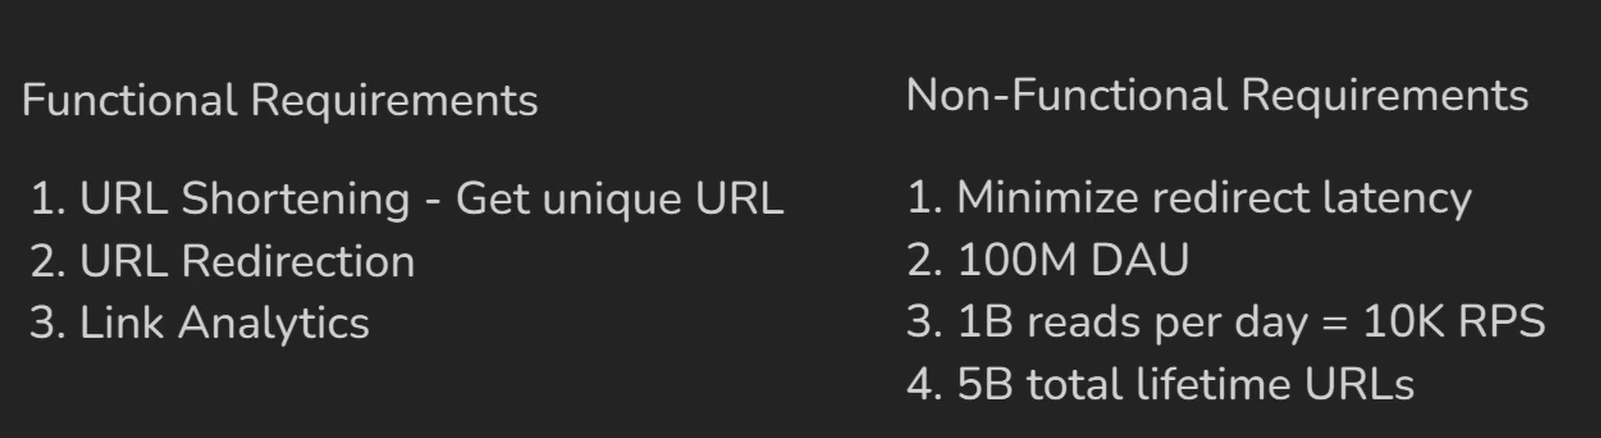 Functional Requirements
1. URL Shortening - Get unique URL
2. URL Redirection
3. Link Analytics
Non-Functional Requirements
1. Minimize redirect latency
2. 100M DAU
3. 1B reads per day = 10K RPS
4. 5B total lifetime URLs